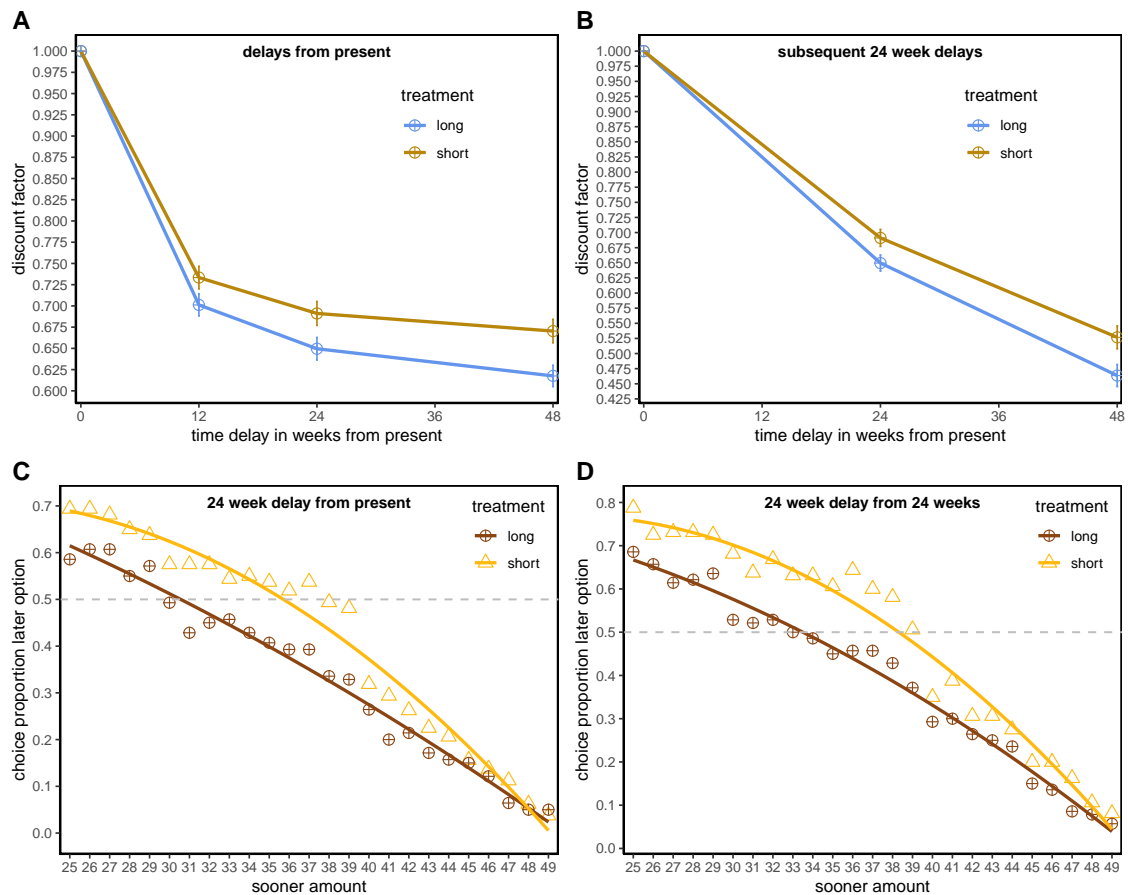 A
delays from present
treatment
long
short
discount factor
1.000
0.975
0.950
0.925
0.900
0.875
0.850
0.825
0.800
0.775
0.750
0.725
0.700
0.675
0.650
0.625
0.600
0 12 24 36 48
time delay in weeks from present
B
subsequent 24 week delays
treatment
long
short
discount factor
1.000
0.975
0.950
0.925
0.900
0.875
0.850
0.825
0.800
0.775
0.750
0.725
0.700
0.675
0.650
0.625
0.600
0.575
0.550
0.525
0.500
0.475
0.450
0.425
0 12 24 36 48
time delay in weeks from present
C
24 week delay from present
treatment
long
short
choice proportion later option
0.7
0.6
0.5
0.4
0.3
0.2
0.1
0.0
25 26 27 28 29 30 31 32 33 34 35 36 37 38 39 40 41 42 43 44 45 46 47 48 49
sooner amount
D
24 week delay from 24 weeks
treatment
long
short
choice proportion later option
0.8
0.7
0.6
0.5
0.4
0.3
0.2
0.1
0.0
25 26 27 28 29 30 31 32 33 34 35 36 37 38 39 40 41 42 43 44 45 46 47 48 49
sooner amount